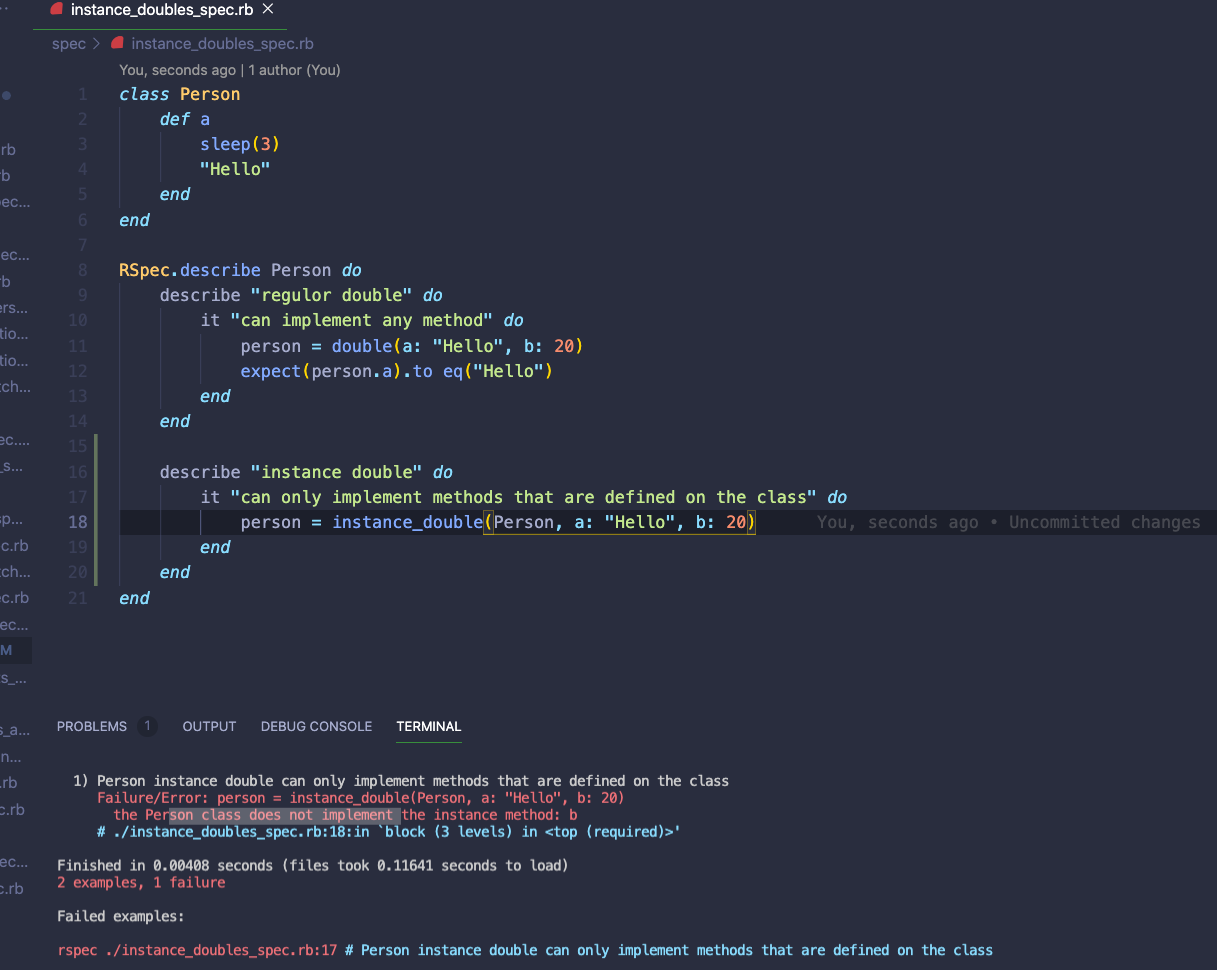 instance_doubles_spec.rb ×
spec > instance_doubles_spec.rb
You, seconds ago | 1 author (You)
1 class Person
2 def a
3 sleep(3)
4 "Hello"
5 end
6 end
7
8 RSpec.describe Person do
9 describe "regulor double" do
10 it "can implement any method" do
11 person = double(a: "Hello", b: 20)
12 expect(person.a).to eq("Hello")
13 end
14 end
15
16 describe "instance double" do
17 it "can only implement methods that are defined on the class" do
18 person = instance_double(Person, a: "Hello", b: 20) You, seconds ago • Uncommitted changes
19 end
20 end
21 end
rb
b
ec...
ec...
rb
ers...
tio...
tio...
tch...
ec....
_s...
sp...
c.rb
tch...
c.rb
ec...
M
ts_...
s_a...
n...
.rb
c.rb
ec...
c.rb
PROBLEMS 1 OUTPUT DEBUG CONSOLE TERMINAL
1) Person instance double can only implement methods that are defined on the class
Failure/Error: person = instance_double(Person, a: "Hello", b: 20)
the Person class does not implement the instance method: b
# ./instance_doubles_spec.rb:18:in `block (3 levels) in <top (required)>'
Finished in 0.00408 seconds (files took 0.11641 seconds to load)
2 examples, 1 failure
Failed examples:
rspec ./instance_doubles_spec.rb:17 # Person instance double can only implement methods that are defined on the class